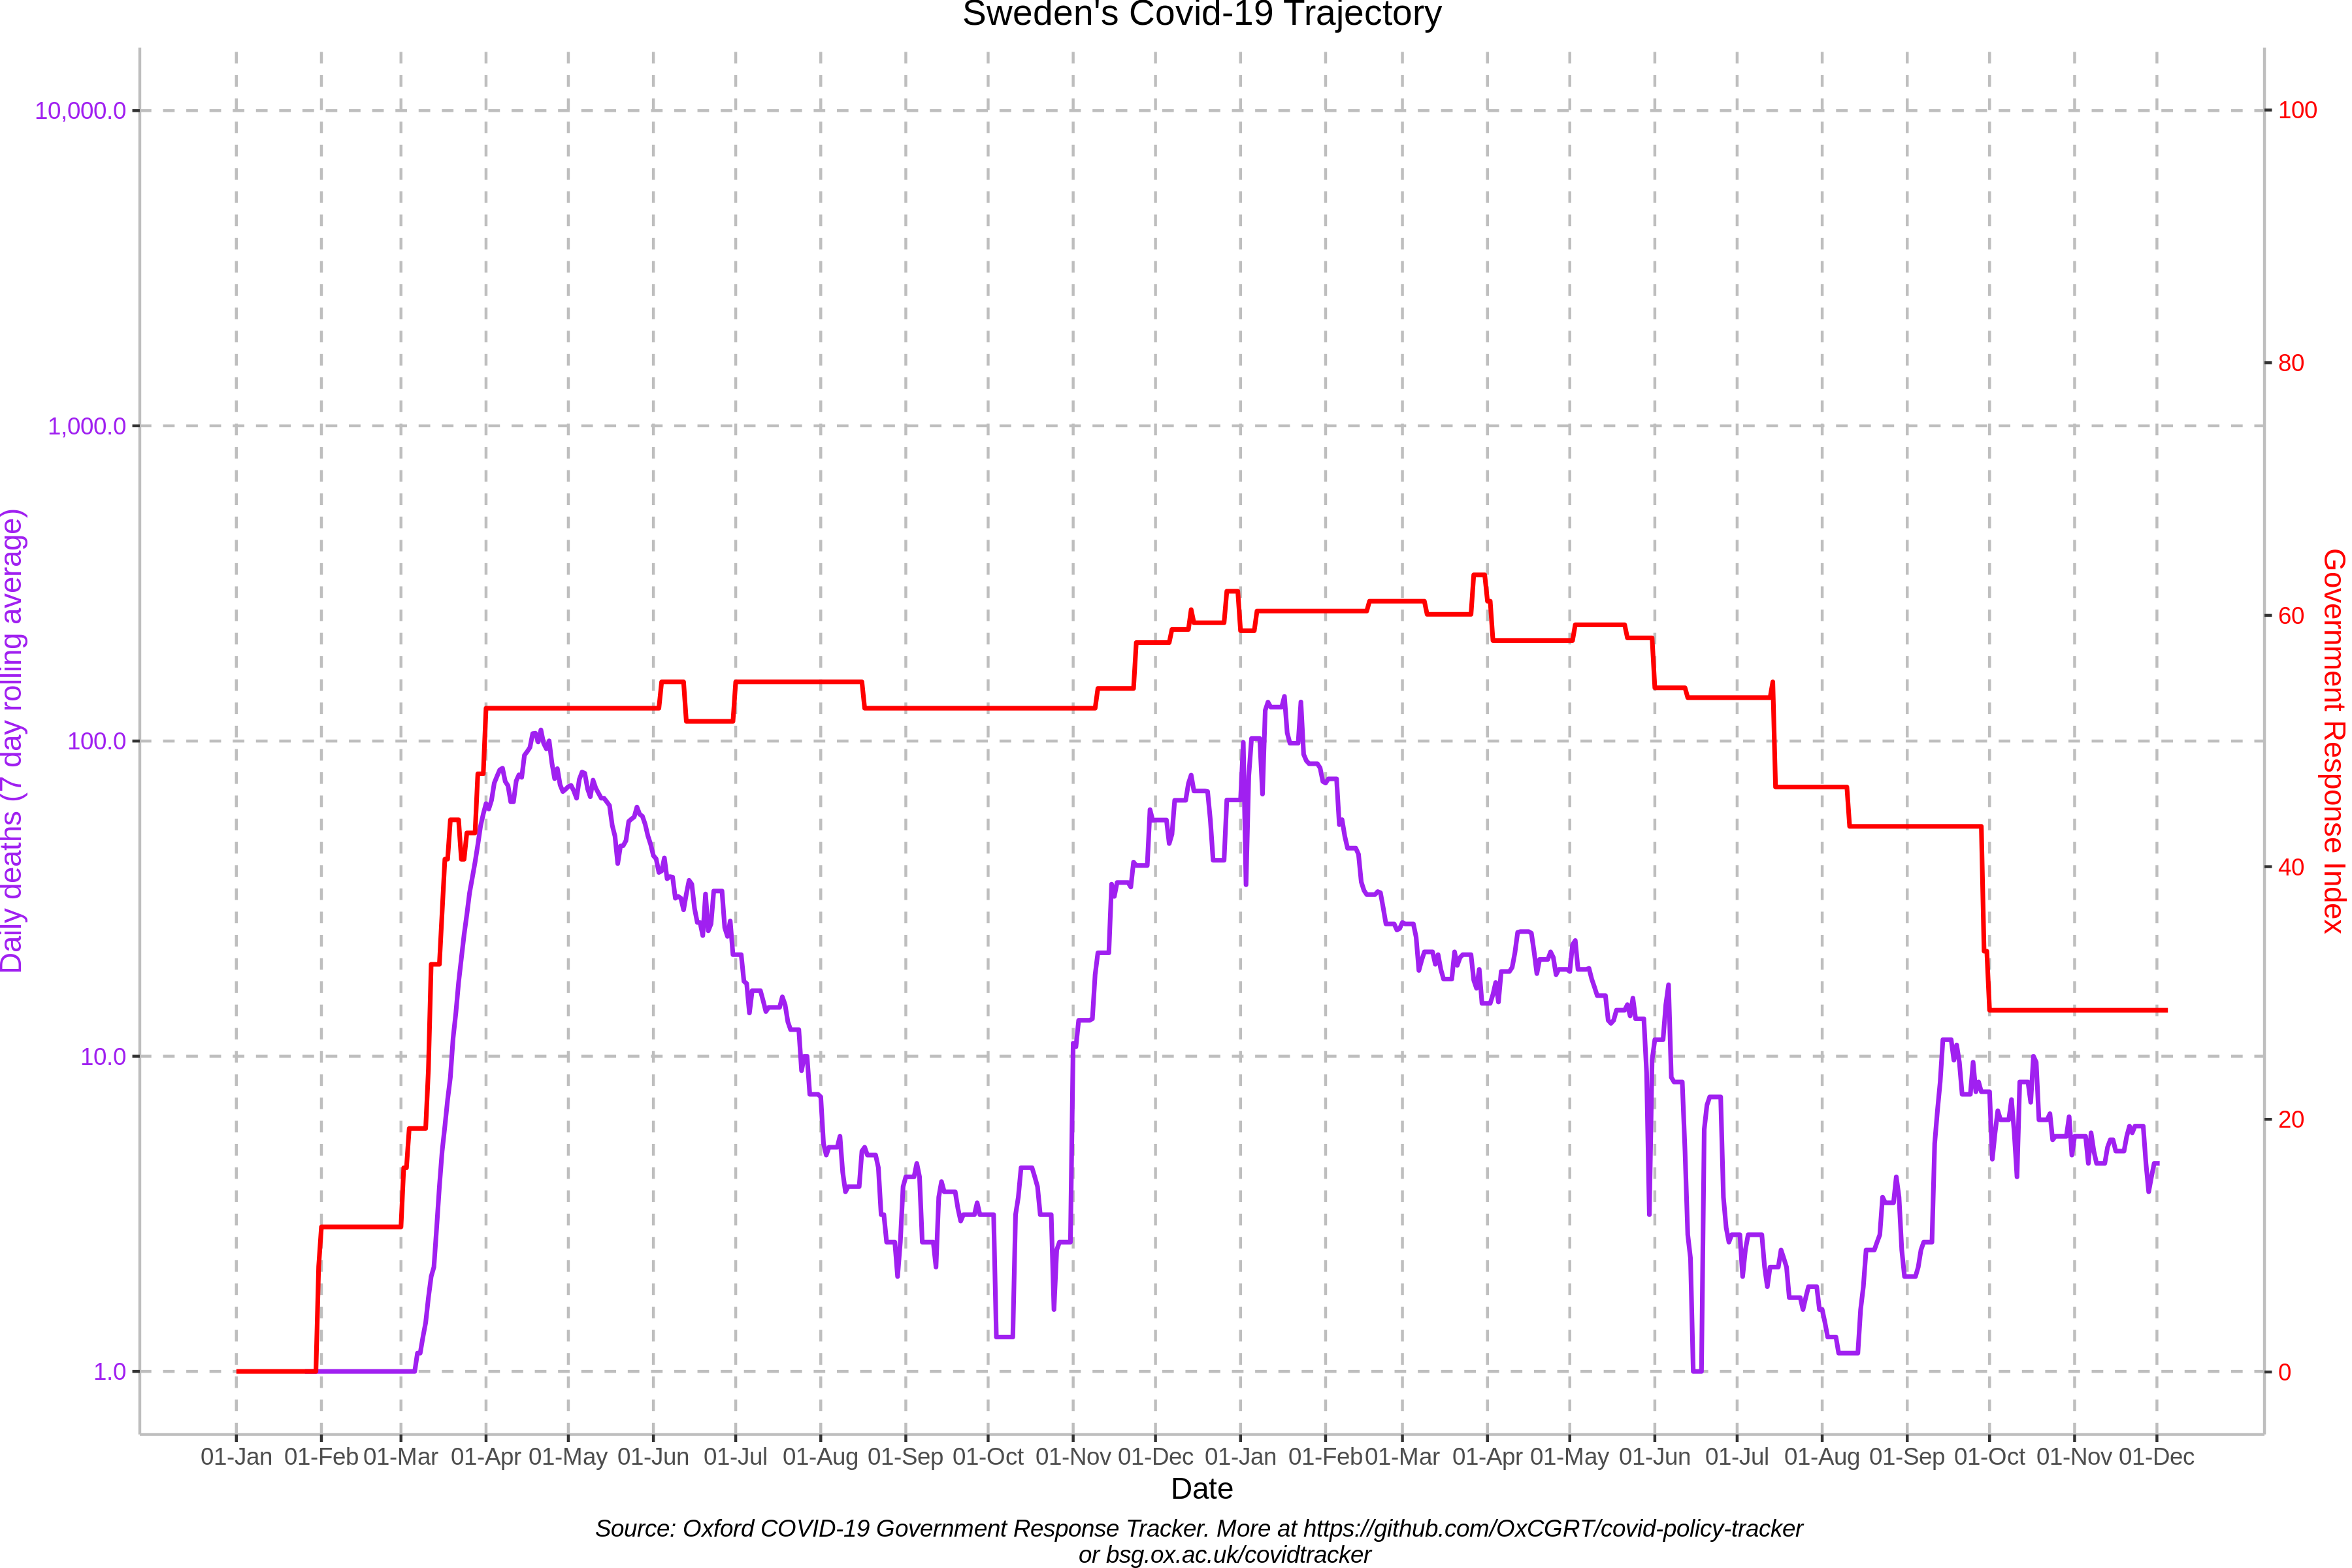 Sweden's Covid-19 Trajectory
10,000.0
1,000.0
100.0
10.0
1.0
Daily deaths (7 day rolling average)
100
80
60
40
20
0
Government Response Index
01-Jan 01-Feb 01-Mar 01-Apr 01-May 01-Jun 01-Jul 01-Aug 01-Sep 01-Oct 01-Nov 01-Dec 01-Jan 01-Feb 01-Mar 01-Apr 01-May 01-Jun 01-Jul 01-Aug 01-Sep 01-Oct 01-Nov 01-Dec
Date
Source: Oxford COVID-19 Government Response Tracker. More at https://github.com/OxCGRT/covid-policy-tracker
or bsg.ox.ac.uk/covidtracker